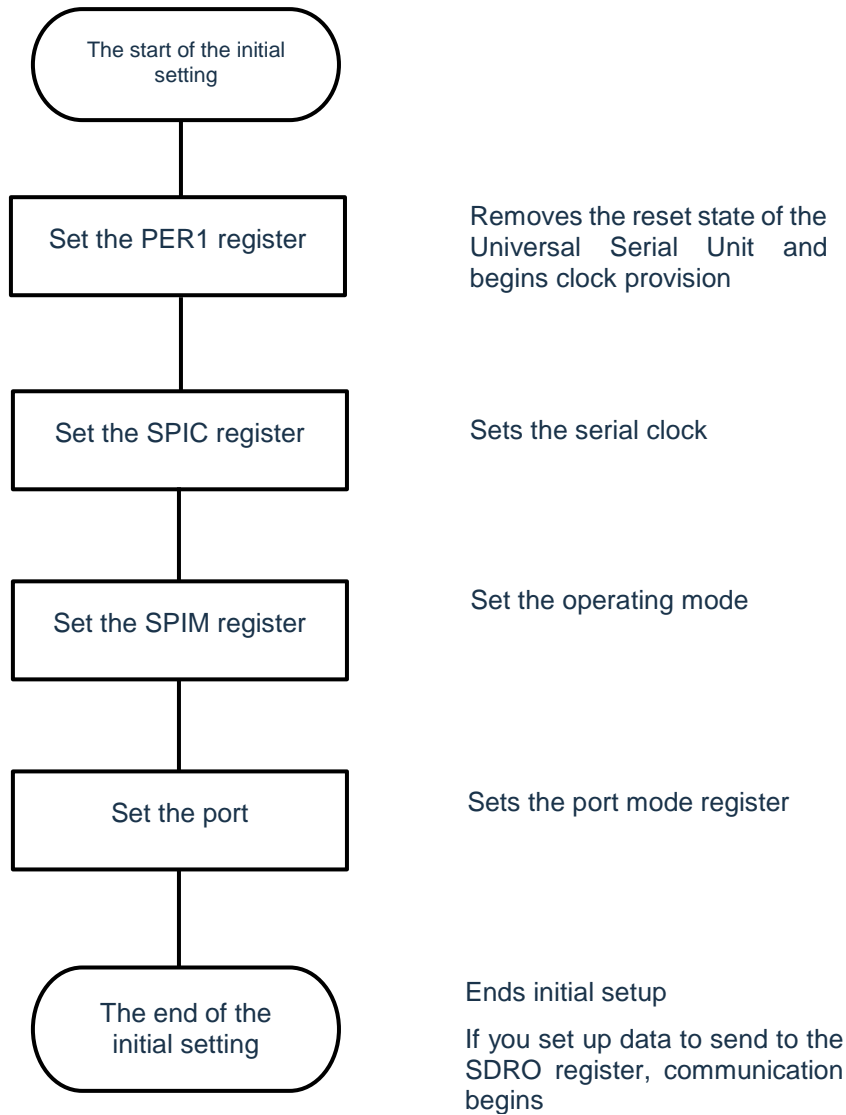 The start of the initial
setting
Set the PER1 register
Removes the reset state of the
Universal Serial Unit and
begins clock provision
Set the SPIC register
Sets the serial clock
Set the SPIM register
Set the operating mode
Set the port
Sets the port mode register
The end of the
initial setting
Ends initial setup
If you set up data to send to the
SDRO register, communication
begins